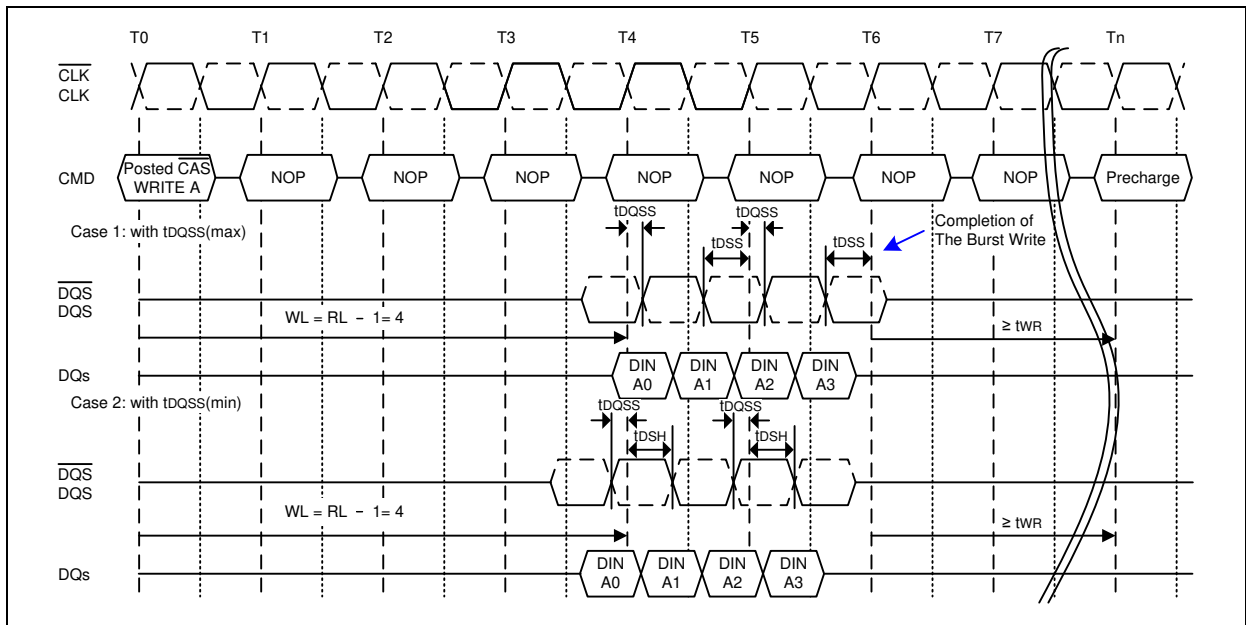 T0 T1 T2 T3 T4 T5 T6 T7 Tn
CLK
CLK
CMD
Posted CAS
WRITE A
NOP
NOP
NOP
NOP
NOP
NOP
NOP
Precharge
Case 1: with tDQSS(max)
tDQSS
tDQSS
tDSS
tDSS
Completion of
The Burst Write
DQS
DQS
WL = RL − 1= 4
≥ tWR
DQs
DIN
A0
DIN
A1
DIN
A2
DIN
A3
Case 2: with tDQSS(min)
tDQSS
tDQSS
tDSH
tDSH
DQS
DQS
WL = RL − 1= 4
≥ tWR
DQs
DIN
A0
DIN
A1
DIN
A2
DIN
A3